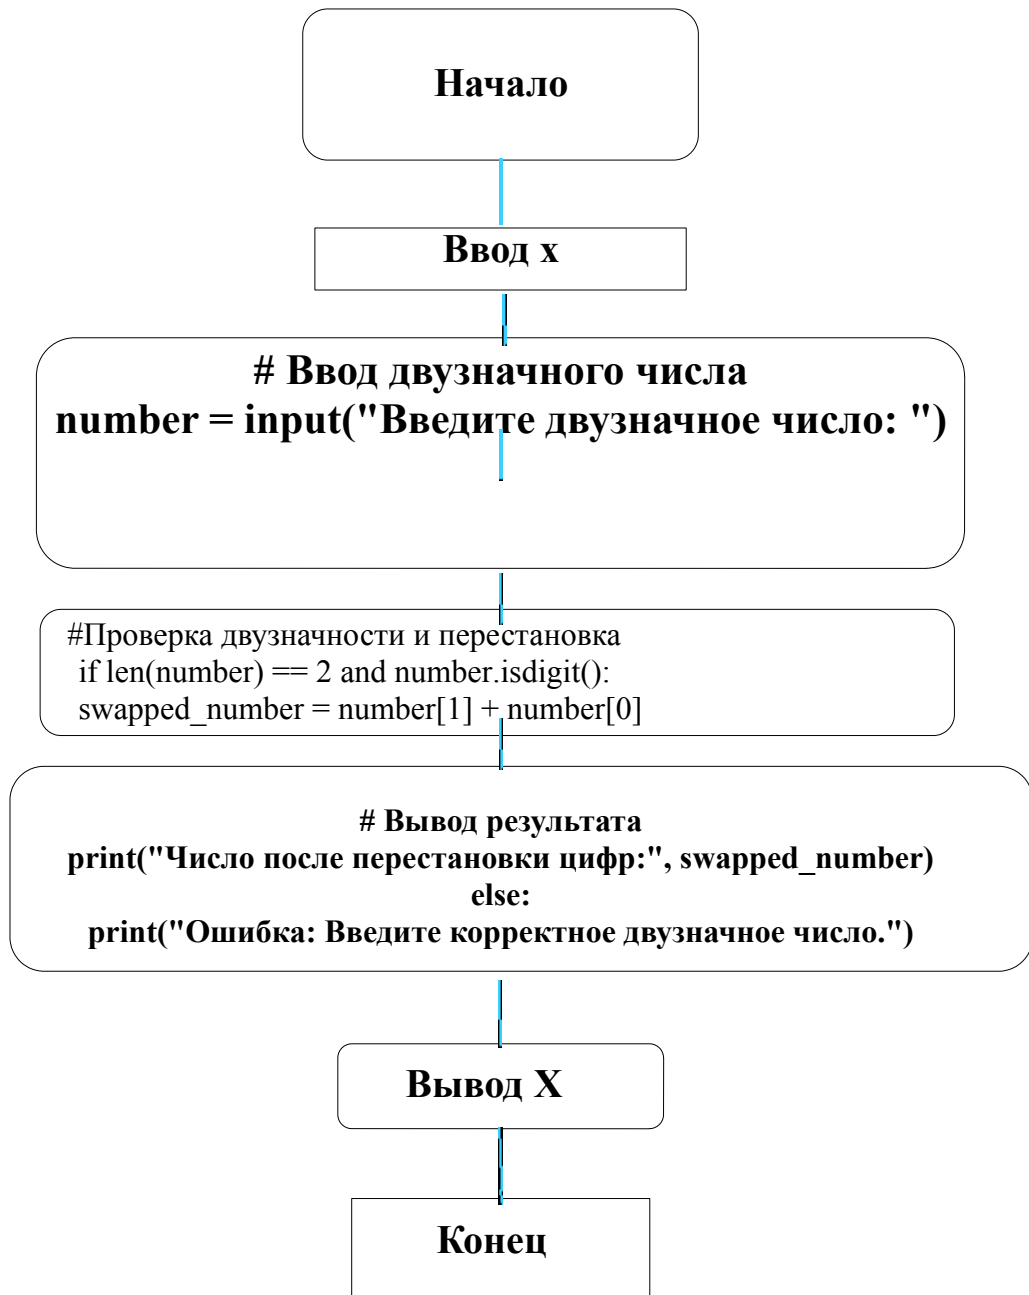 Начало
Ввод x
# Ввод двузначного числа
number = input("Введите двузначное число: ")
#Проверка двузначности и перестановка
if len(number) == 2 and number.isdigit():
swapped_number = number[1] + number[0]
# Вывод результата
print("Число после перестановки цифр:", swapped_number)
else:
print("Ошибка: Введите корректное двузначное число.")
Вывод X
Конец